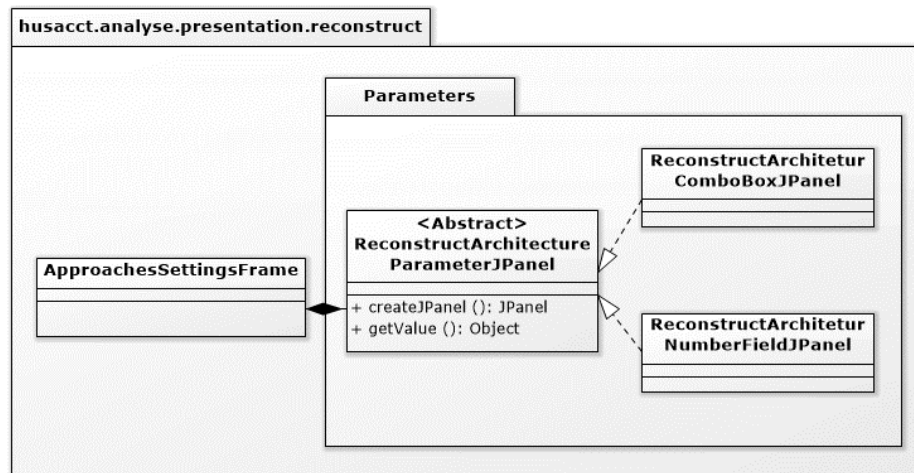 husacct.analyse.presentation.reconstruct
Parameters
ReconstructArchitetur
ComboBoxJPanel
<Abstract>
ReconstructArchitecture
ParameterJPanel
+ createJPanel (): JPanel
+ getValue (): Object
ApproachesSettingsFrame
ReconstructArchitetur
NumberFieldJPanel